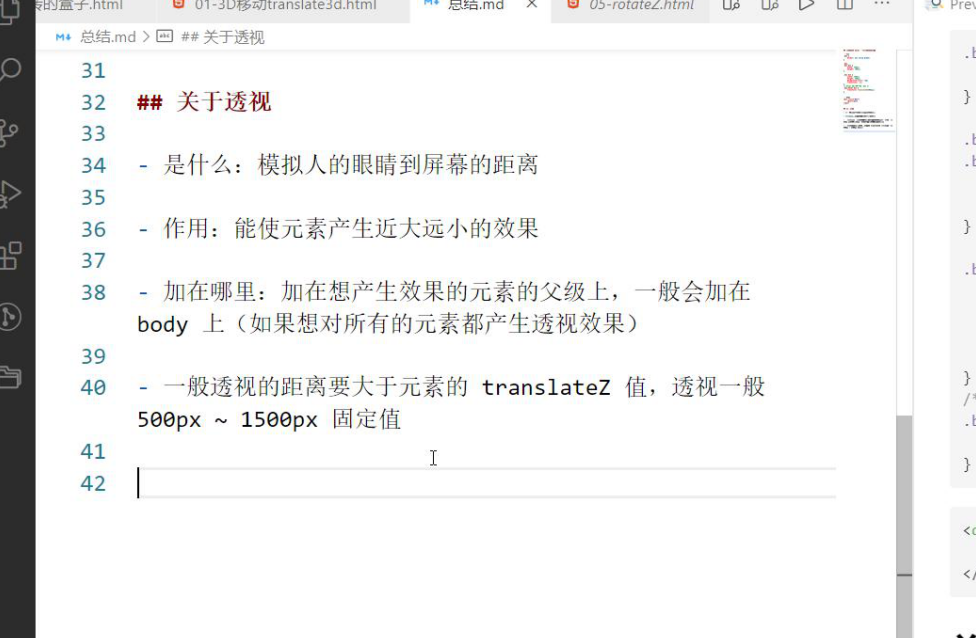 转的盒子.html
01-3D移动translate3d.html
总结.md
05-rotateZ.html
总结.md > ## 关于透视
31
32 ## 关于透视
33
34 - 是什么：模拟人的眼睛到屏幕的距离
35
36 - 作用：能使元素产生近大远小的效果
37
38 - 加在哪里：加在想产生效果的元素的父级上，一般会加在
body 上（如果想对所有的元素都产生透视效果）
39
40 - 一般透视的距离要大于元素的 translateZ 值，透视一般
500px ~ 1500px 固定值
41
42